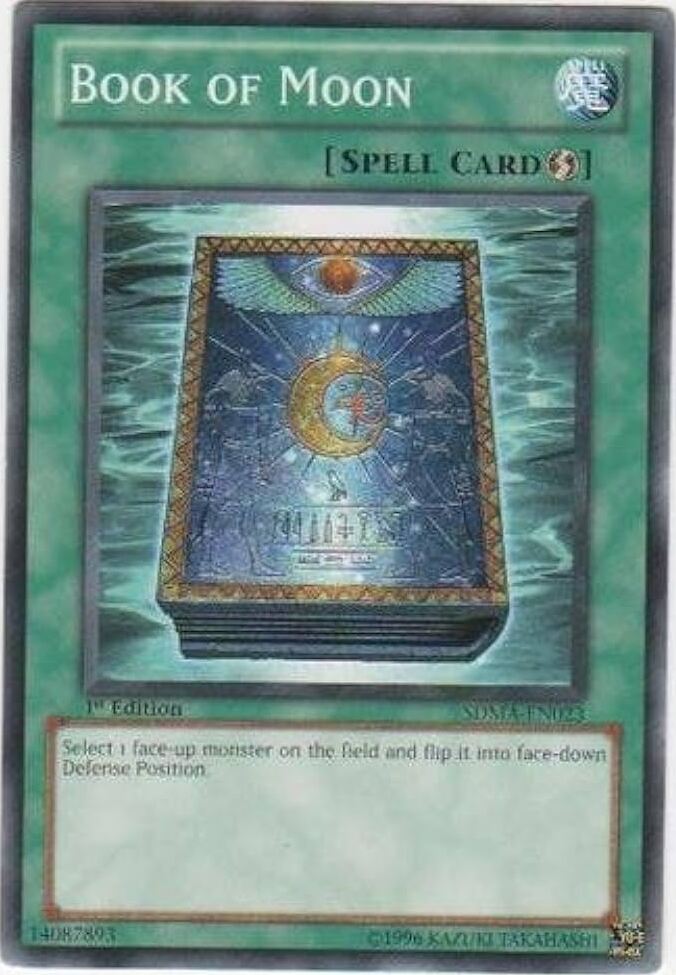 BOOK OF MOON
SPELL
魔
[SPELL CARD]
1st Edition
SDMA-EN023
Select 1 face-up monster on the field and flip it into face-down
Defense Position.
14087893
©1996 KAZUKI TAKAHASHI